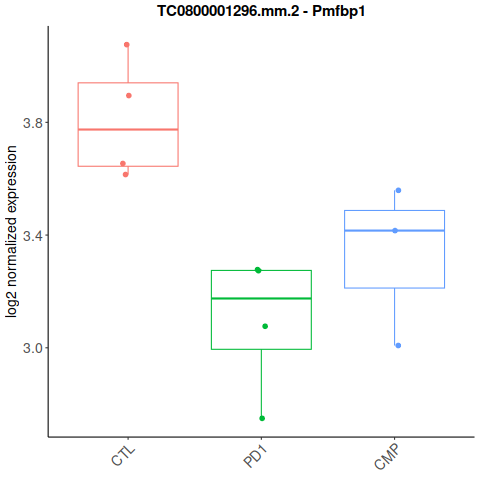 TC0800001296.mm.2 - Pmfbp1
log2 normalized expression
3.8
3.4
3.0
CTL
PD1
CMP